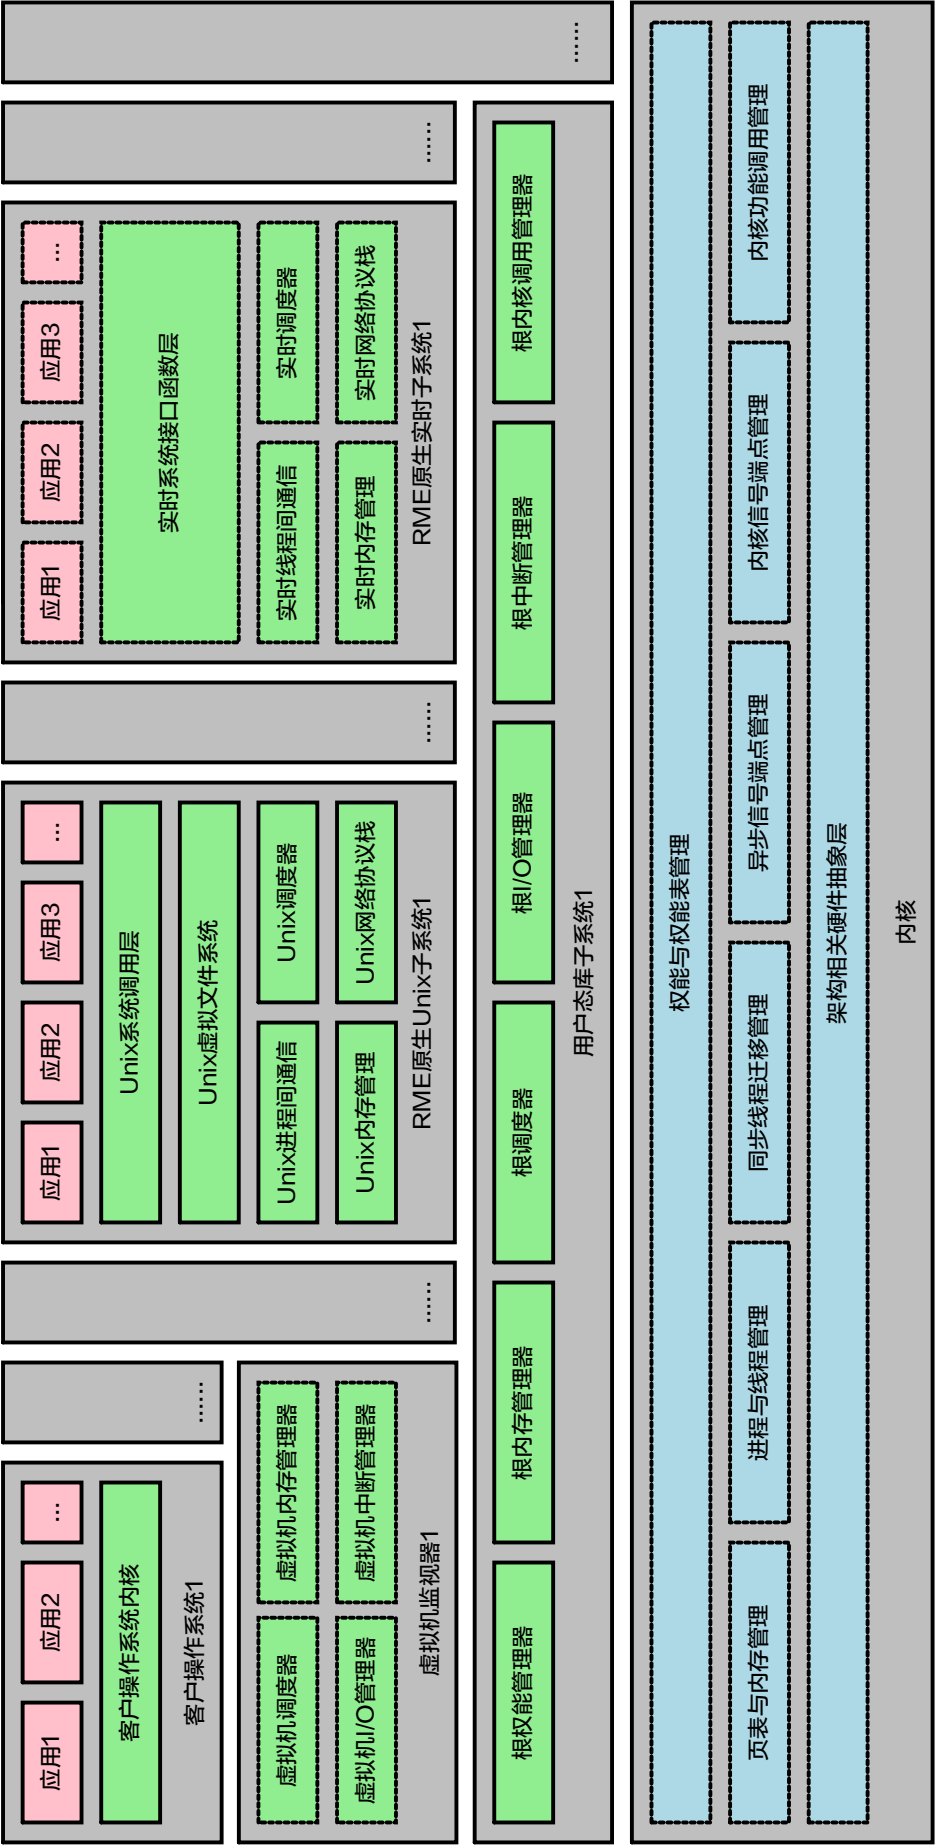 应用1
应用2
...
客户操作系统内核
客户操作系统1
......
虚拟机调度器
虚拟机内存管理器
虚拟机I/O管理器
虚拟机中断管理器
虚拟机监视器1
......
应用1
应用2
应用3
...
Unix系统调用层
Unix虚拟文件系统
Unix进程间通信
Unix调度器
Unix内存管理
Unix网络协议栈
RME原生Unix子系统1
......
应用1
应用2
应用3
...
实时系统接口函数层
实时线程间通信
实时调度器
实时内存管理
实时网络协议栈
RME原生实时子系统1
......
......
根权能管理器
根内存管理器
根调度器
根I/O管理器
根中断管理器
根内核调用管理器
用户态库子系统1
权能与权能表管理
页表与内存管理
进程与线程管理
同步线程迁移管理
异步信号端点管理
内核信号端点管理
内核功能调用管理
架构相关硬件抽象层
内核